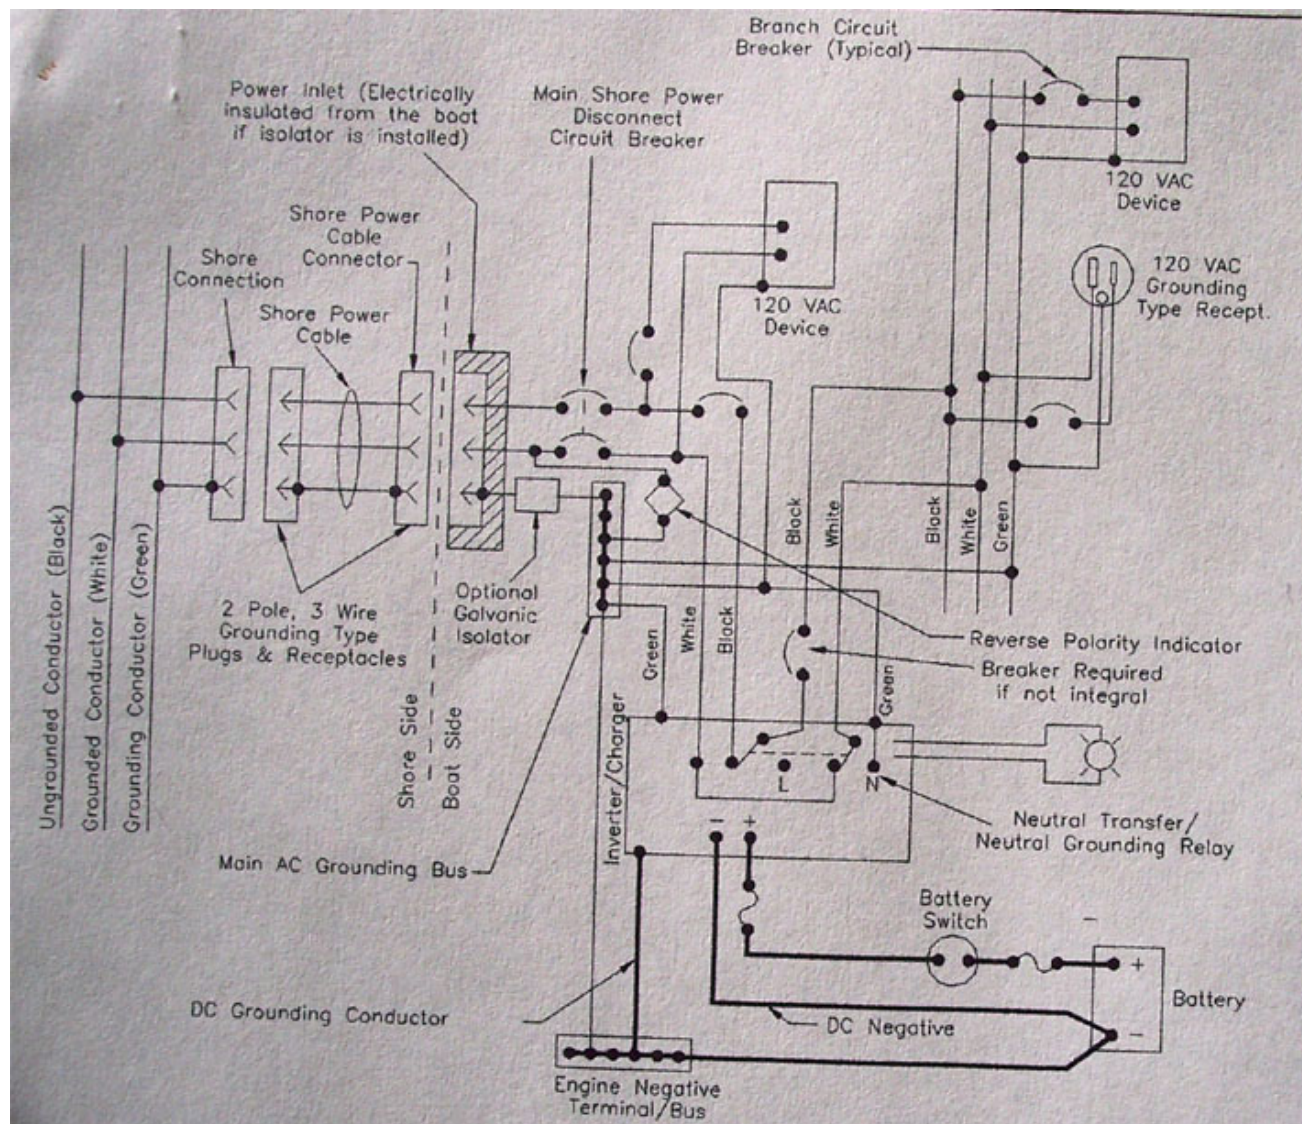 Branch Circuit
Breaker (Typical)
Power Inlet (Electrically
insulated from the boat
if isolator is installed)
Main Shore Power
Disconnect
Circuit Breaker
120 VAC
Device
Shore Power
Cable
Connector
Shore
Connection
Shore Power
Cable
120 VAC
Device
120 VAC
Grounding
Type Recept.
Ungrounded Conductor (Black)
Grounded Conductor (White)
Grounding Conductor (Green)
2 Pole, 3 Wire
Grounding Type
Plugs & Receptacles
Shore Side
Boat Side
Optional
Galvanic
Isolator
Green
White
Black
Black
White
Black
White
Green
Reverse Polarity Indicator
Breaker Required
if not integral
Green
Inverter/Charger
L
N
Neutral Transfer/
Neutral Grounding Relay
- +
Main AC Grounding Bus
Battery
Switch
-
+
-
Battery
DC Grounding Conductor
DC Negative
Engine Negative
Terminal/Bus